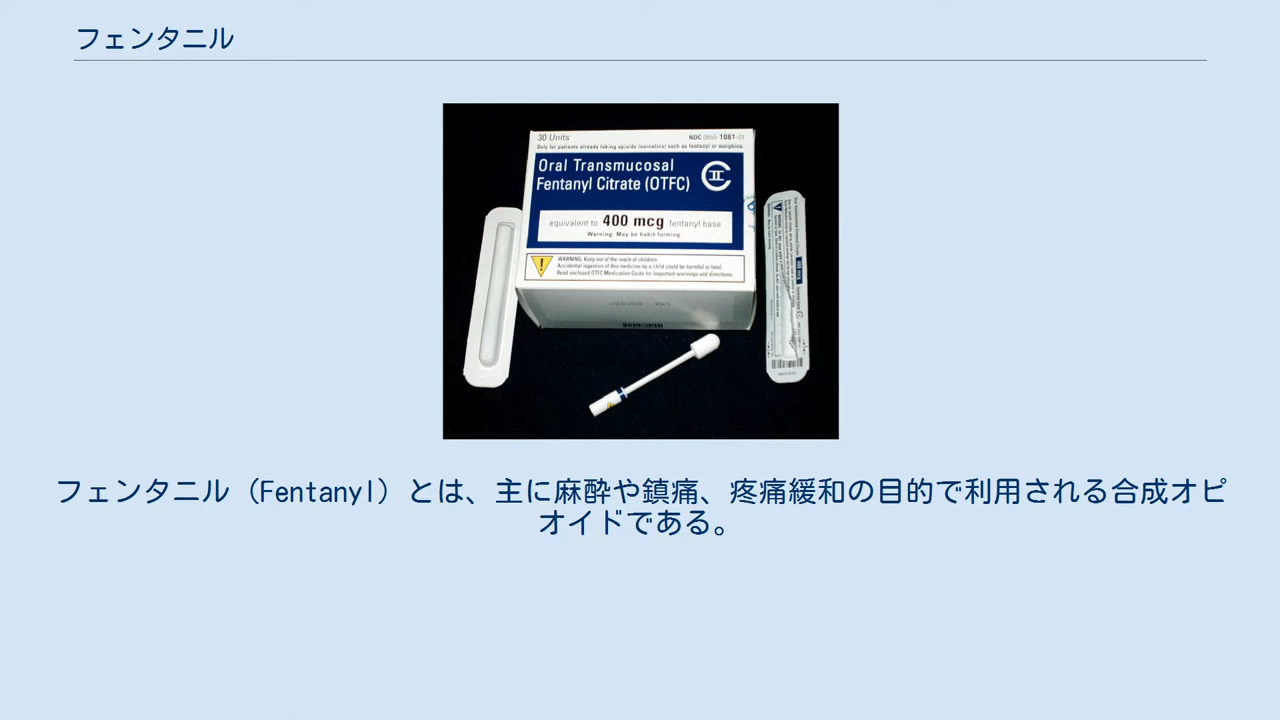 フェンタニル
30 Units
NDC 0555-1081-01
Only for patients already taking opioids (narcotics) such as fentanyl or morphine.
Oral Transmucosal
Fentanyl Citrate (OTFC)
CII
equivalent to 400 mcg fentanyl base
Warning: May be habit forming.
WARNING: Keep out of the reach of children.
Accidental ingestion of this medicine by a child could be harmful or fatal.
Read enclosed OTFC Medication Guide for important warnings and directions.
フェンタニル（Fentanyl）とは、主に麻酔や鎮痛、疼痛緩和の目的で利用される合成オピ
オイドである。